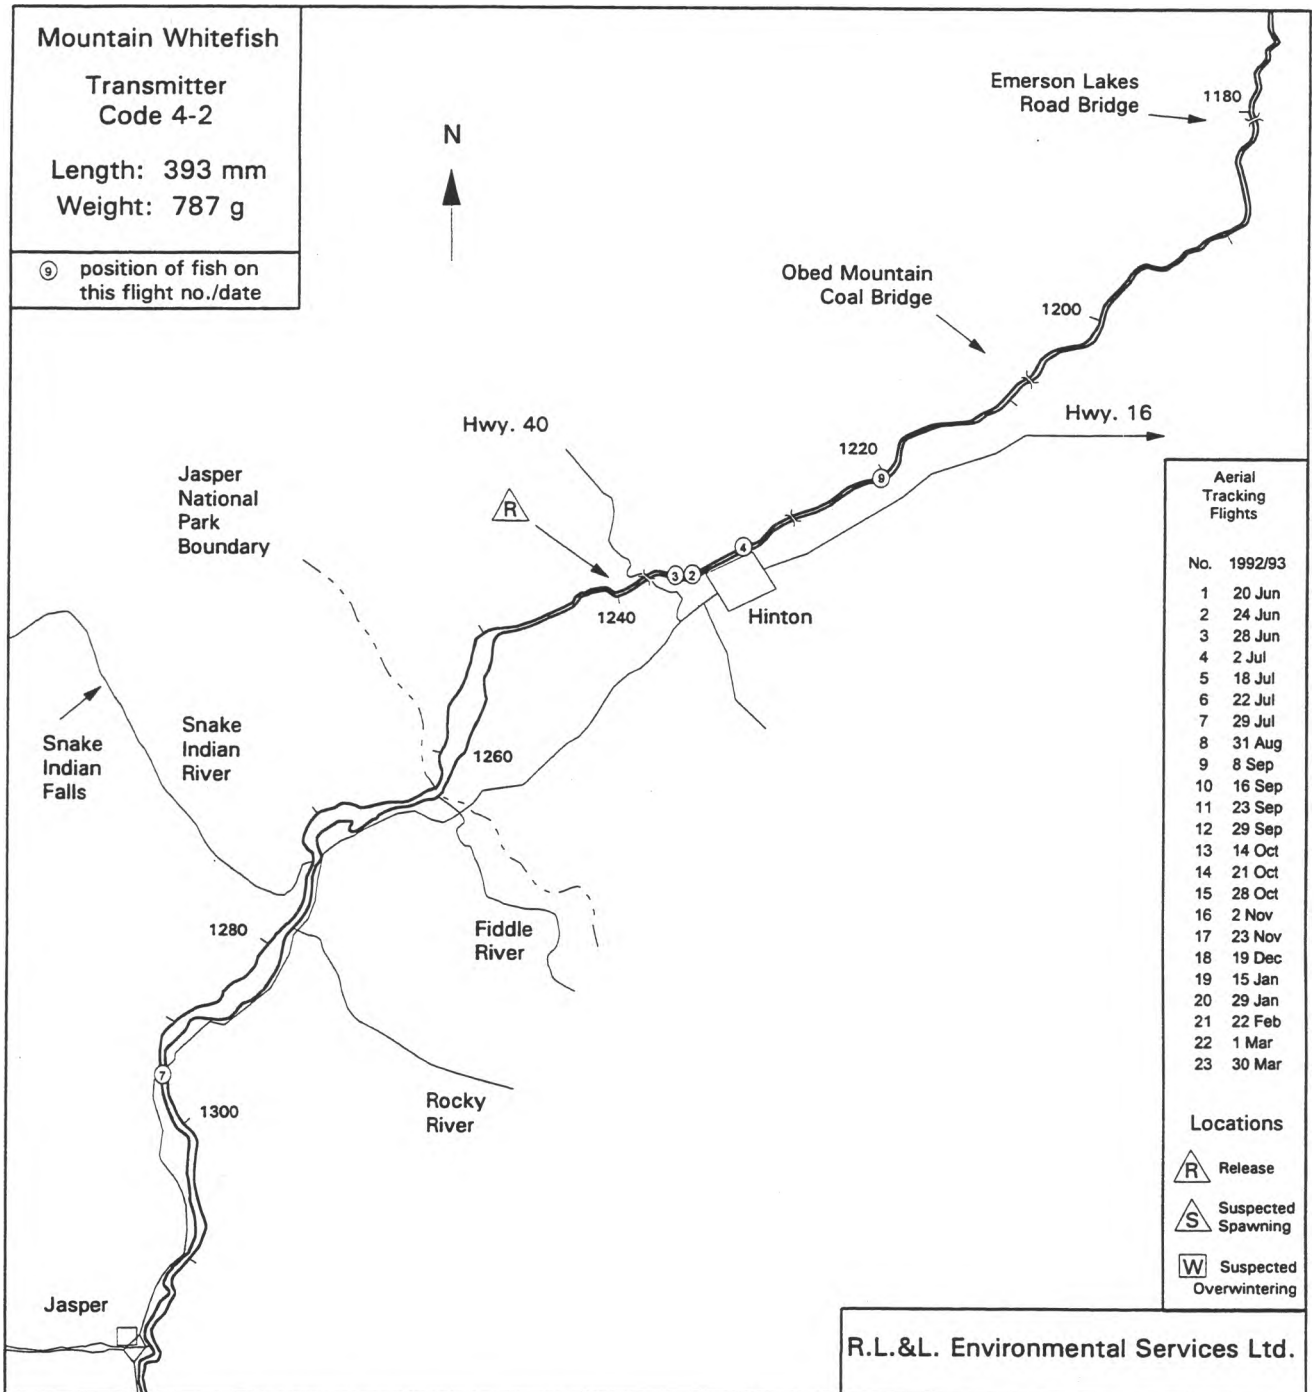 Mountain Whitefish
Transmitter
Code 4-2
Length: 393 mm
Weight: 787 g
9 position of fish on
this flight no./date
N
Emerson Lakes
Road Bridge
1180
Obed Mountain
Coal Bridge
1200
Hwy. 40
Hwy. 16
1220
9
Jasper
National
Park
Boundary
R
4
3 2
1240
Hinton
Snake
Indian
Falls
Snake
Indian
River
1260
1280
Fiddle
River
7
1300
Rocky
River
Jasper
Aerial
Tracking
Flights
No. 1992/93
1 20 Jun
2 24 Jun
3 28 Jun
4 2 Jul
5 18 Jul
6 22 Jul
7 29 Jul
8 31 Aug
9 8 Sep
10 16 Sep
11 23 Sep
12 29 Sep
13 14 Oct
14 21 Oct
15 28 Oct
16 2 Nov
17 23 Nov
18 19 Dec
19 15 Jan
20 29 Jan
21 22 Feb
22 1 Mar
23 30 Mar
Locations
R Release
S Suspected
Spawning
W Suspected
Overwintering
R.L.&L. Environmental Services Ltd.